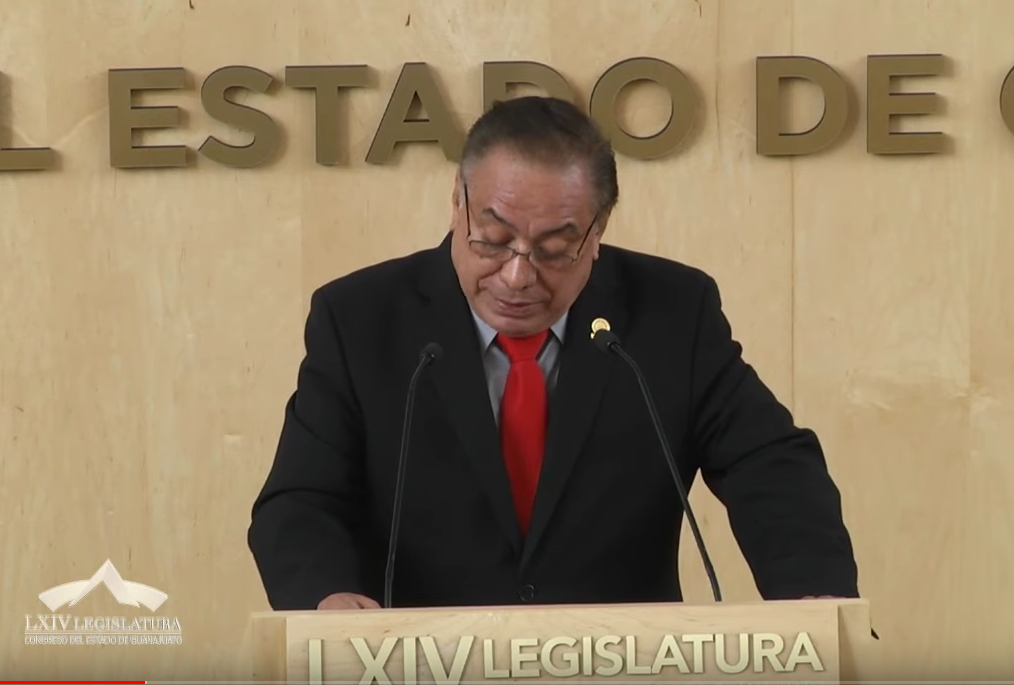 L ESTADO DE
LXIV LEGISLATURA
CONGRESO DEL ESTADO DE GUANAJUATO
LXIV LEGISLATURA